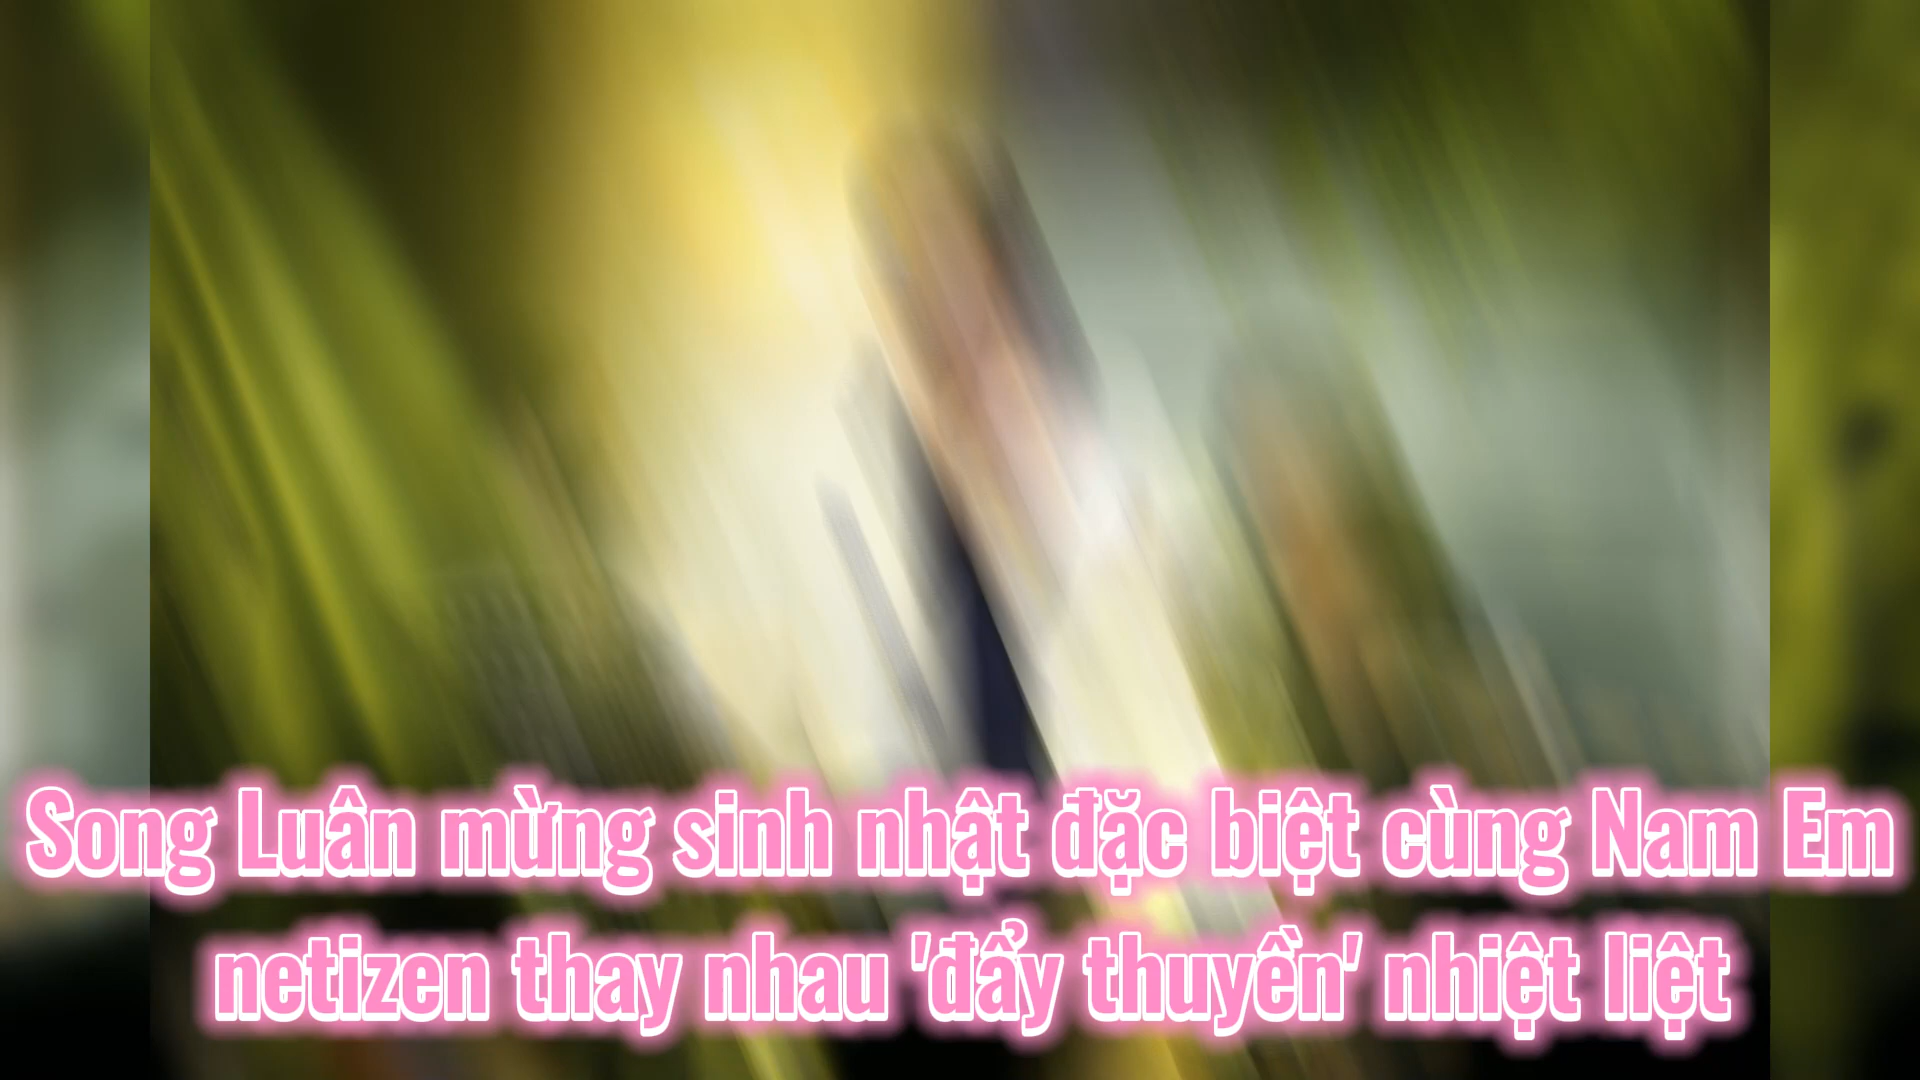 Song Luân mừng sinh nhật đặc biệt cùng Nam Em
netizen thay nhau 'đẩy thuyền' nhiệt liệt